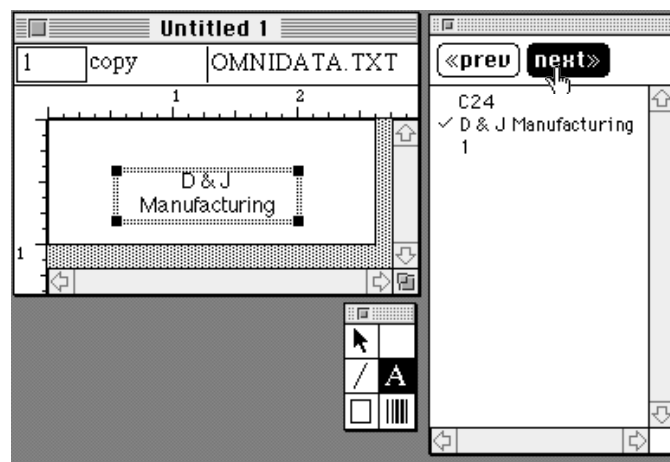 Untitled 1
1 copy OMNIDATA.TXT
1 2
D & J
Manufacturing
1
A
«prev next»
C24
✓ D & J Manufacturing
1